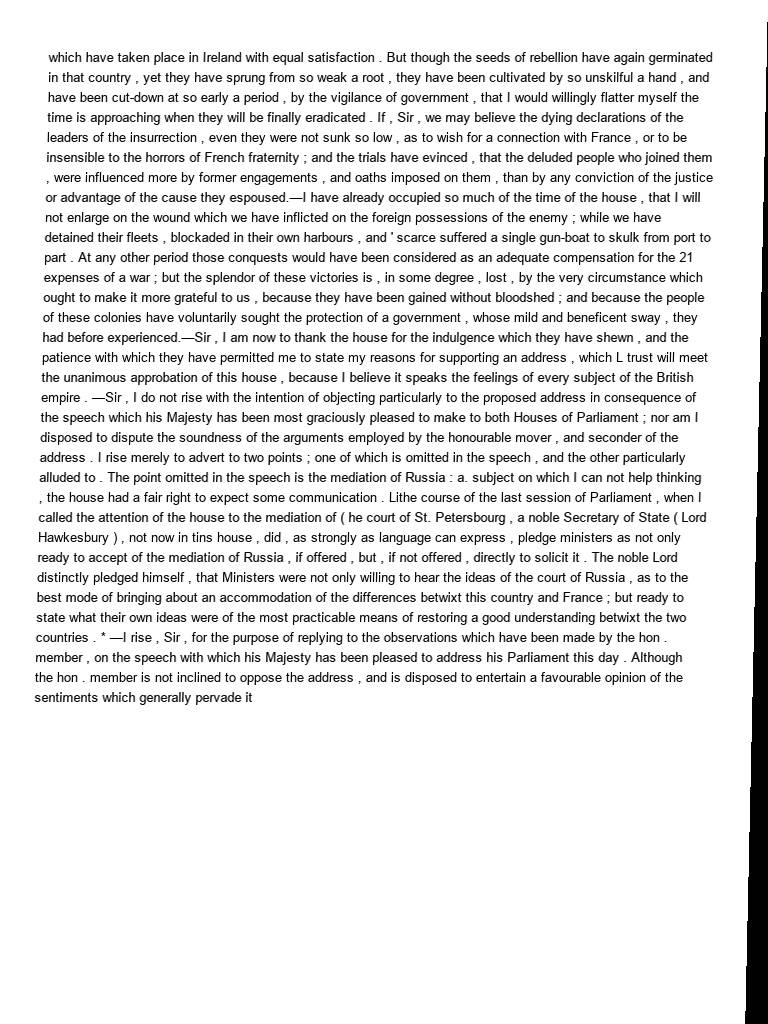 which have taken place in Ireland with equal satisfaction . But though the seeds of rebellion have again germinated
in that country , yet they have sprung from so weak a root , they have been cultivated by so unskilful a hand , and
have been cut-down at so early a period , by the vigilance of government , that I would willingly flatter myself the
time is approaching when they will be finally eradicated . If , Sir , we may believe the dying declarations of the
leaders of the insurrection , even they were not sunk so low , as to wish for a connection with France , or to be
insensible to the horrors of French fraternity ; and the trials have evinced , that the deluded people who joined them
, were influenced more by former engagements , and oaths imposed on them , than by any conviction of the justice
or advantage of the cause they espoused.—I have already occupied so much of the time of the house , that I will
not enlarge on the wound which we have inflicted on the foreign possessions of the enemy ; while we have
detained their fleets , blockaded in their own harbours , and ' scarce suffered a single gun-boat to skulk from port to
part . At any other period those conquests would have been considered as an adequate compensation for the 21
expenses of a war ; but the splendor of these victories is , in some degree , lost , by the very circumstance which
ought to make it more grateful to us , because they have been gained without bloodshed ; and because the people
of these colonies have voluntarily sought the protection of a government , whose mild and beneficent sway , they
had before experienced.—Sir , I am now to thank the house for the indulgence which they have shewn , and the
patience with which they have permitted me to state my reasons for supporting an address , which L trust will meet
the unanimous approbation of this house , because I believe it speaks the feelings of every subject of the British
empire . —Sir , I do not rise with the intention of objecting particularly to the proposed address in consequence of
the speech which his Majesty has been most graciously pleased to make to both Houses of Parliament ; nor am I
disposed to dispute the soundness of the arguments employed by the honourable mover , and seconder of the
address . I rise merely to advert to two points ; one of which is omitted in the speech , and the other particularly
alluded to . The point omitted in the speech is the mediation of Russia : a. subject on which I can not help thinking
, the house had a fair right to expect some communication . Lithe course of the last session of Parliament , when I
called the attention of the house to the mediation of ( he court of St. Petersbourg , a noble Secretary of State ( Lord
Hawkesbury ) , not now in tins house , did , as strongly as language can express , pledge ministers as not only
ready to accept of the mediation of Russia , if offered , but , if not offered , directly to solicit it . The noble Lord
distinctly pledged himself , that Ministers were not only willing to hear the ideas of the court of Russia , as to the
best mode of bringing about an accommodation of the differences betwixt this country and France ; but ready to
state what their own ideas were of the most practicable means of restoring a good understanding betwixt the two
countries . * —I rise , Sir , for the purpose of replying to the observations which have been made by the hon .
member , on the speech with which his Majesty has been pleased to address his Parliament this day . Although
the hon . member is not inclined to oppose the address , and is disposed to entertain a favourable opinion of the
sentiments which generally pervade it